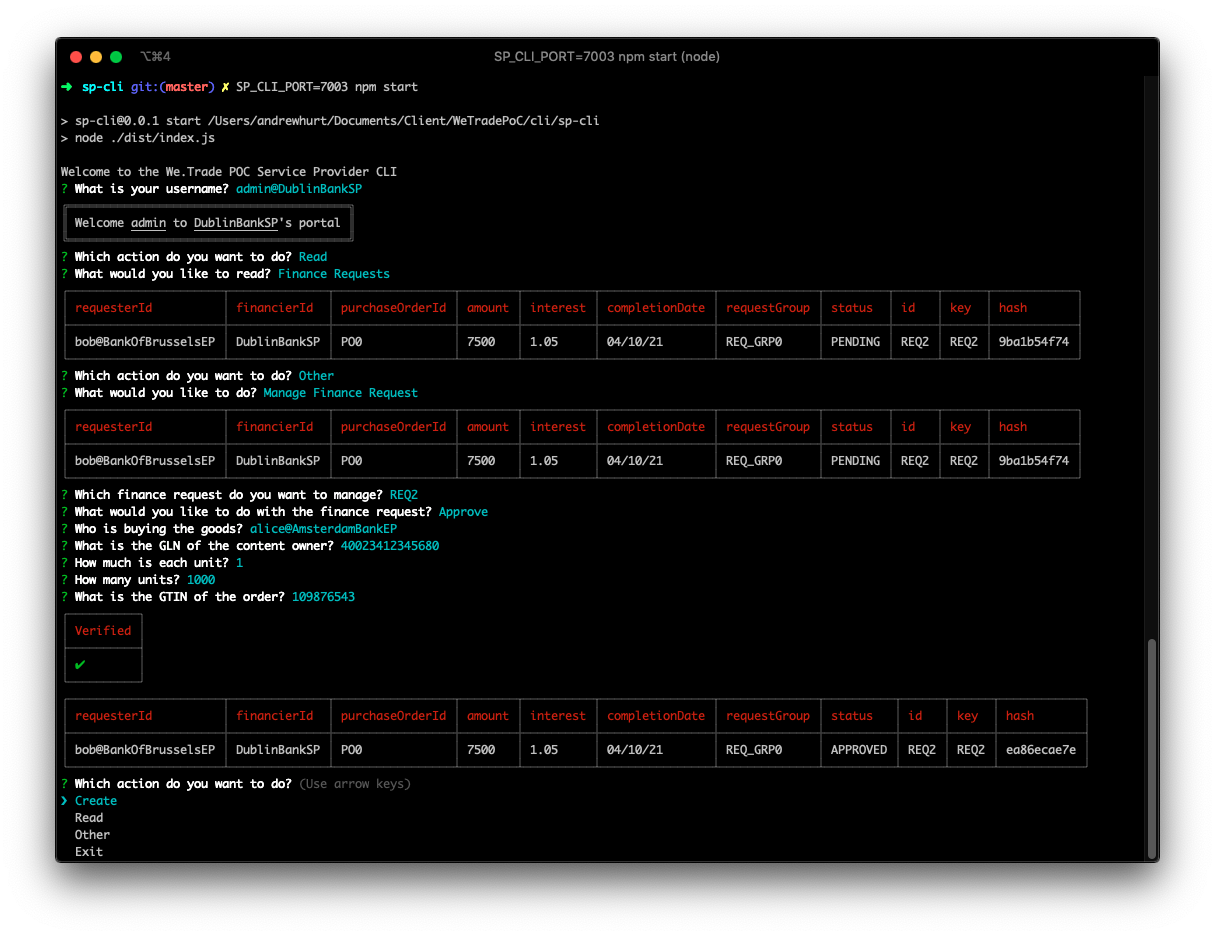 ⌥⌘4 SP_CLI_PORT=7003 npm start (node)
➜ sp-cli git:(master) ✗ SP_CLI_PORT=7003 npm start
> sp-cli@0.0.1 start /Users/andrewhurt/Documents/Client/WeTradePoC/cli/sp-cli
> node ./dist/index.js
Welcome to the We.Trade POC Service Provider CLI
? What is your username? admin@DublinBankSP
Welcome admin to DublinBankSP's portal
? Which action do you want to do? Read
? What would you like to read? Finance Requests
requesterId financierId purchaseOrderId amount interest completionDate requestGroup status id key hash
bob@BankOfBrusselsEP DublinBankSP PO0 7500 1.05 04/10/21 REQ_GRP0 PENDING REQ2 REQ2 9ba1b54f74
? Which action do you want to do? Other
? What would you like to do? Manage Finance Request
requesterId financierId purchaseOrderId amount interest completionDate requestGroup status id key hash
bob@BankOfBrusselsEP DublinBankSP PO0 7500 1.05 04/10/21 REQ_GRP0 PENDING REQ2 REQ2 9ba1b54f74
? Which finance request do you want to manage? REQ2
? What would you like to do with the finance request? Approve
? Who is buying the goods? alice@AmsterdamBankEP
? What is the GLN of the content owner? 40023412345680
? How much is each unit? 1
? How many units? 1000
? What is the GTIN of the order? 109876543
Verified
✔
requesterId financierId purchaseOrderId amount interest completionDate requestGroup status id key hash
bob@BankOfBrusselsEP DublinBankSP PO0 7500 1.05 04/10/21 REQ_GRP0 APPROVED REQ2 REQ2 ea86ecae7e
? Which action do you want to do? (Use arrow keys)
❯ Create
Read
Other
Exit